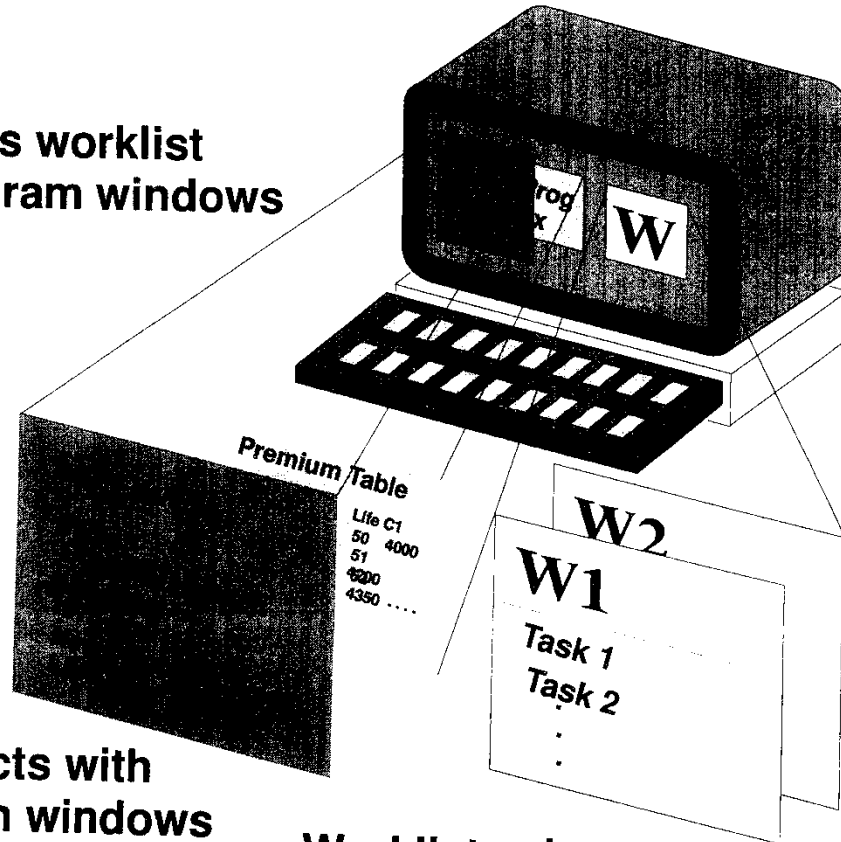 s worklist
ram windows
rog
x
W
Premium Table
Life C1
50 4000
51
4350 ....
W2
W1
Task 1
Task 2
.
.
.
cts with
n windows